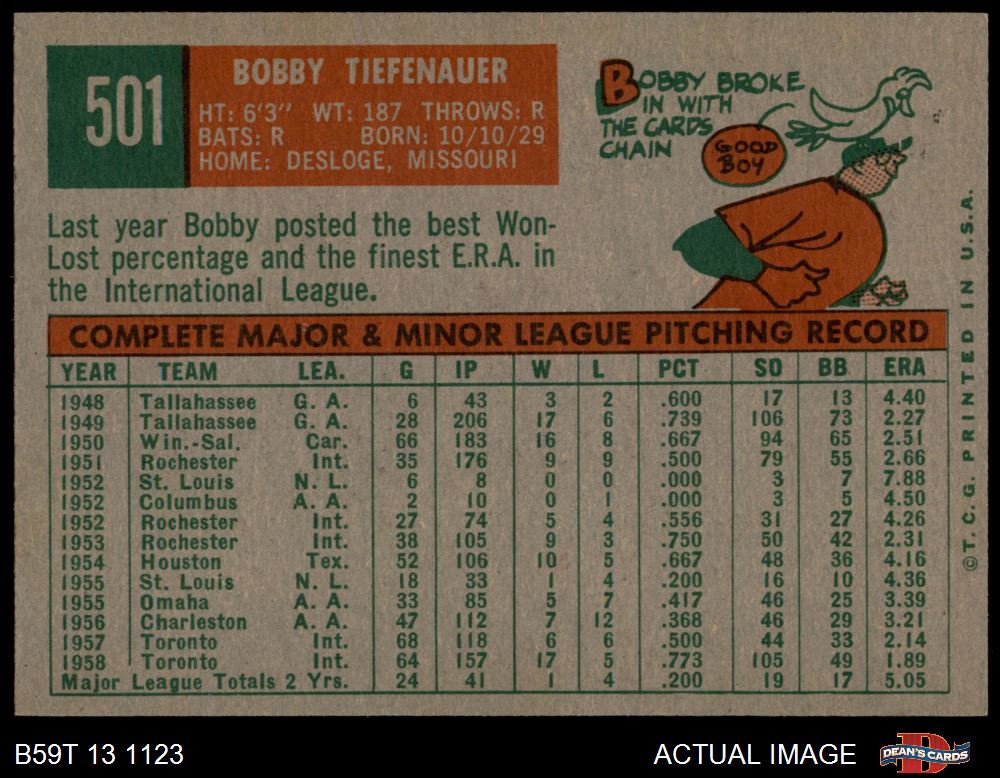 501
BOBBY TIEFENAUER
HT: 6'3" WT: 187 THROWS: R
BATS: R BORN: 10/10/29
HOME: DESLOGE, MISSOURI
BOBBY BROKE
IN WITH
THE CARDS
CHAIN
GOOD
BOY
Last year Bobby posted the best Won-
Lost percentage and the finest E.R.A. in
the International League.
COMPLETE MAJOR & MINOR LEAGUE PITCHING RECORD
YEAR TEAM LEA. G IP W L PCT SO BB ERA
1948 Tallahassee G. A. 6 43 3 2 .600 17 13 4.40
1949 Tallahassee G. A. 28 206 17 6 .739 106 73 2.27
1950 Win.-Sal. Car. 66 183 16 8 .667 94 65 2.51
1951 Rochester Int. 35 176 9 9 .500 79 55 2.66
1952 St. Louis N. L. 6 8 0 0 .000 3 7 7.88
1952 Columbus A. A. 2 10 0 1 .000 3 5 4.50
1952 Rochester Int. 27 74 5 4 .556 31 27 4.26
1953 Rochester Int. 38 105 9 3 .750 50 42 2.31
1954 Houston Tex. 52 106 10 5 .667 48 36 4.16
1955 St. Louis N. L. 18 33 1 4 .200 16 10 4.36
1955 Omaha A. A. 33 85 5 7 .417 46 25 3.39
1956 Charleston A. A. 47 112 7 12 .368 46 29 3.21
1957 Toronto Int. 68 118 6 6 .500 44 33 2.14
1958 Toronto Int. 64 157 17 5 .773 105 49 1.89
Major League Totals 2 Yrs. 24 41 1 4 .200 19 17 5.05
©T.C.G. PRINTED IN U.S.A.
B59T 13 1123
ACTUAL IMAGE
DEAN'S CARDS